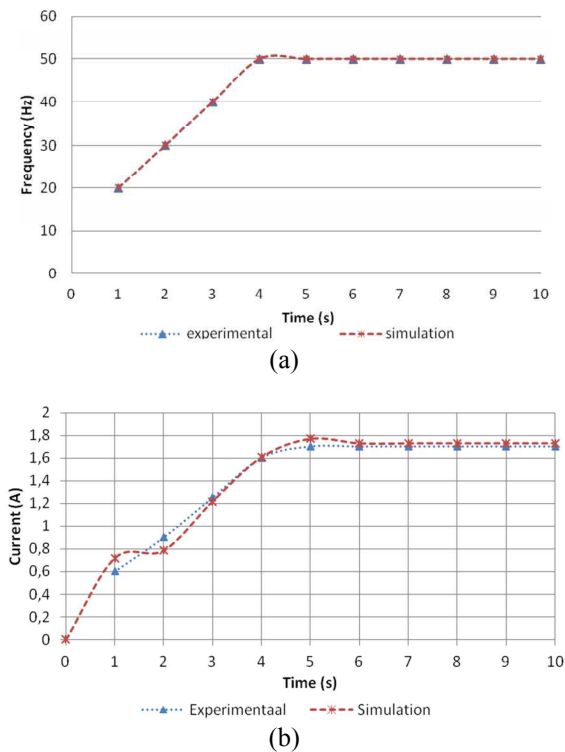 60
50
40
30
20
10
0
Frequency (Hz)
0 1 2 3 4 5 6 7 8 9 10
Time (s)
experimental simulation
(a)
2
1,8
1,6
1,4
1,2
1
0,8
0,6
0,4
0,2
0
Current (A)
0 1 2 3 4 5 6 7 8 9 10
Time (s)
Experimentaal Simulation
(b)